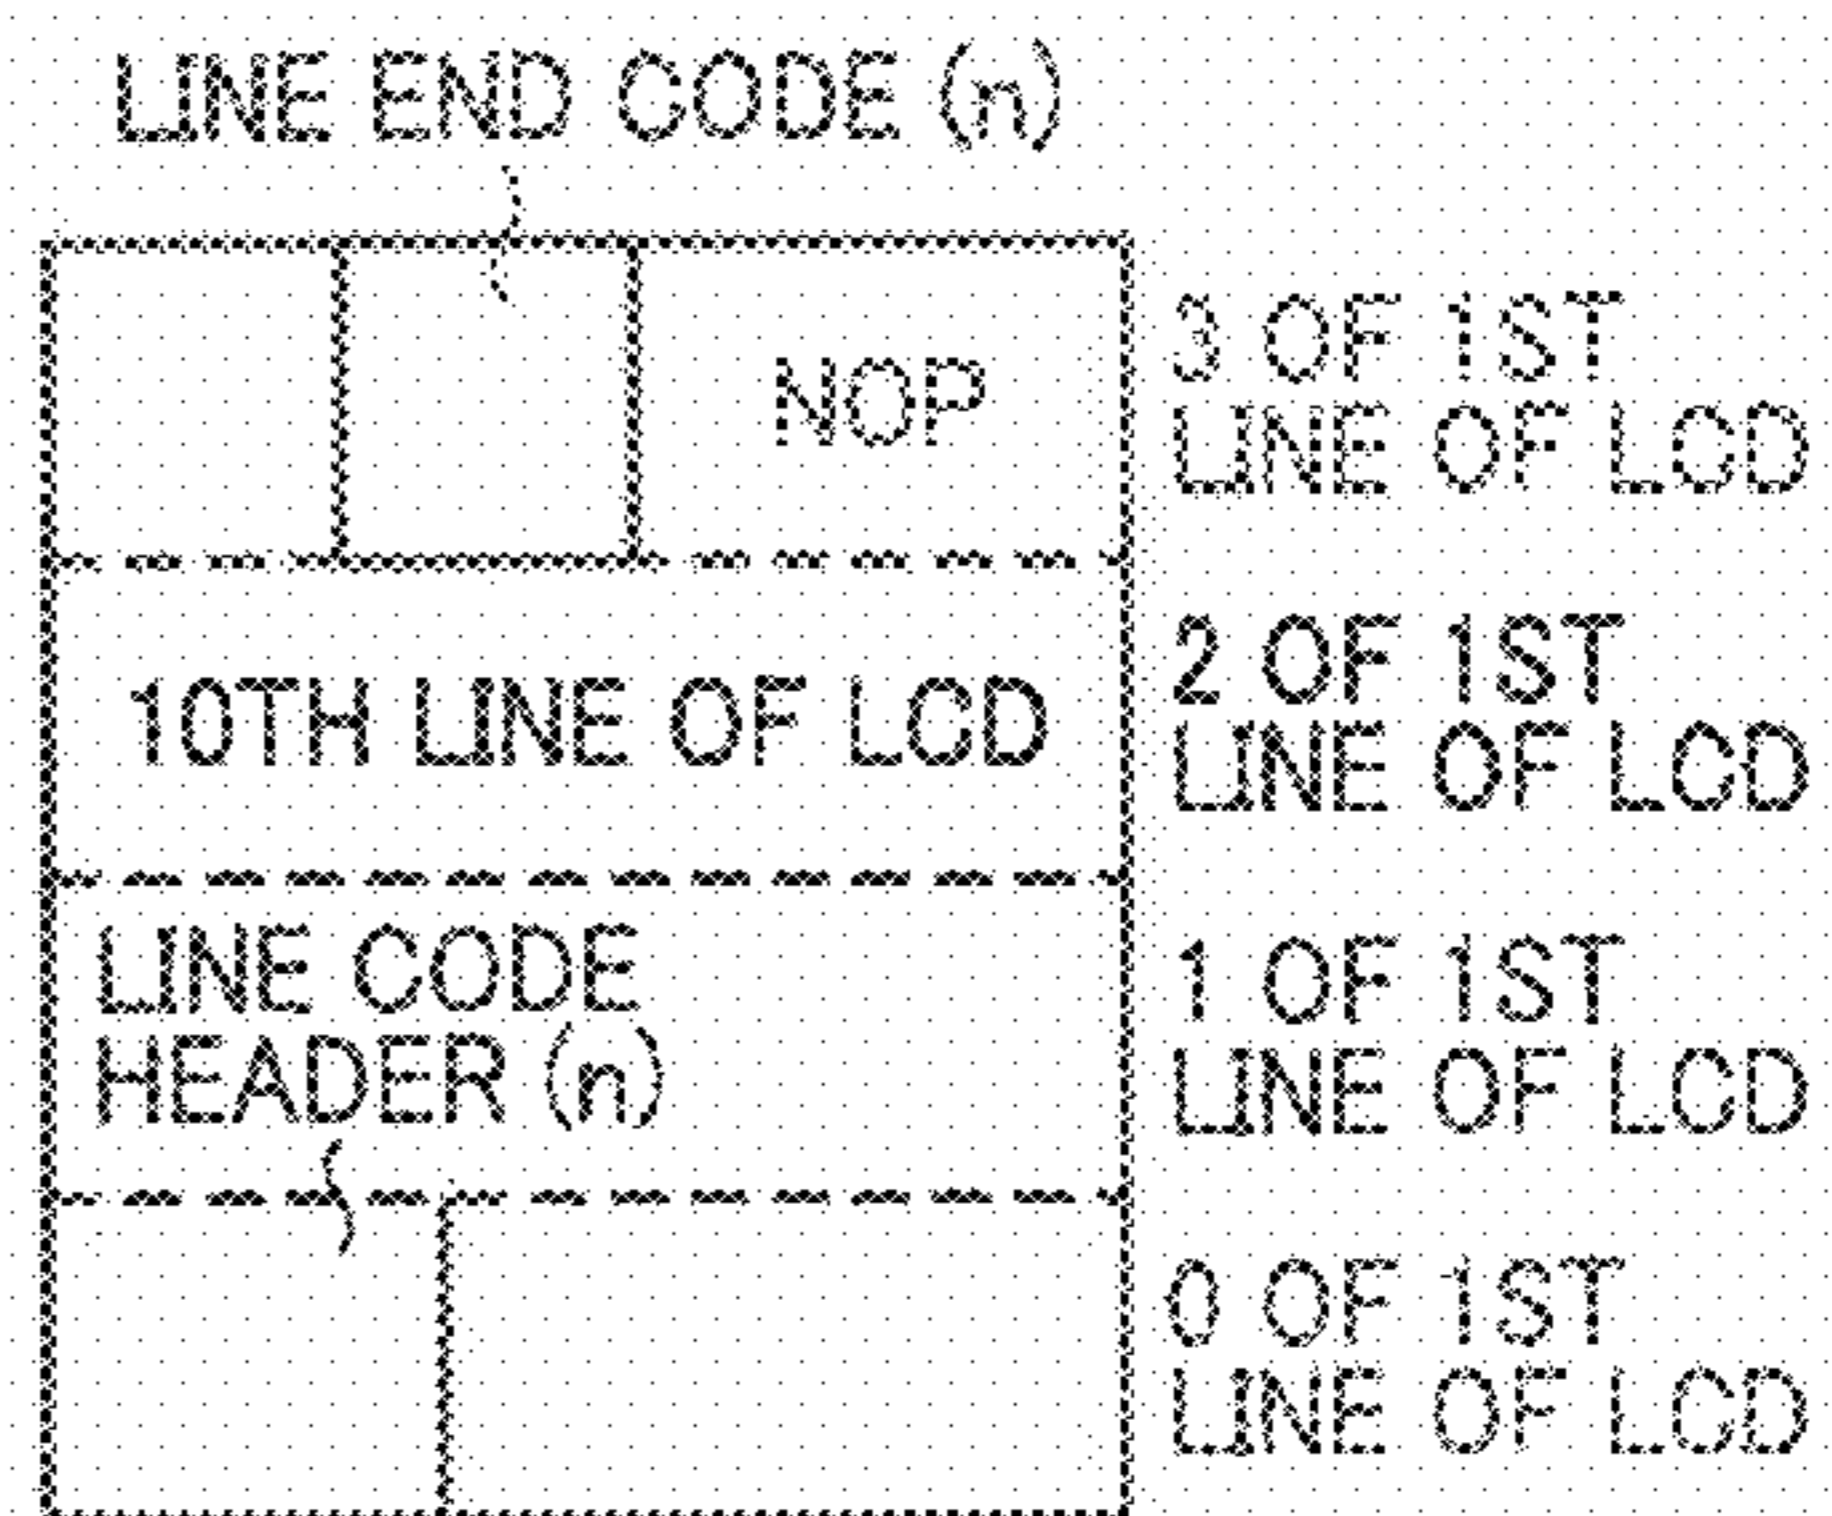 LINE END CODE (n)
NOP
3 OF 1ST
LINE OF LCD
10TH LINE OF LCD
2 OF 1ST
LINE OF LCD
LINE CODE
HEADER (n)
1 OF 1ST
LINE OF LCD
0 OF 1ST
LINE OF LCD